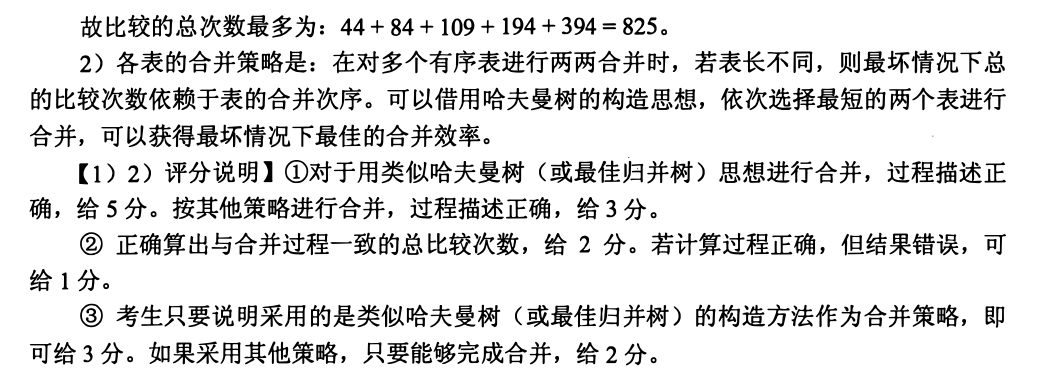 故比较的总次数最多为：44 + 84 + 109 + 194 + 394 = 825。
2）各表的合并策略是：在对多个有序表进行两两合并时，若表长不同，则最坏情况下总
的比较次数依赖于表的合并次序。可以借用哈夫曼树的构造思想，依次选择最短的两个表进行
合并，可以获得最坏情况下最佳的合并效率。
【1）2）评分说明】①对于用类似哈夫曼树（或最佳归并树）思想进行合并，过程描述正
确，给 5 分。按其他策略进行合并，过程描述正确，给 3 分。
② 正确算出与合并过程一致的总比较次数，给 2 分。若计算过程正确，但结果错误，可
给 1 分。
③ 考生只要说明采用的是类似哈夫曼树（或最佳归并树）的构造方法作为合并策略，即
可给 3 分。如果采用其他策略，只要能够完成合并，给 2 分。